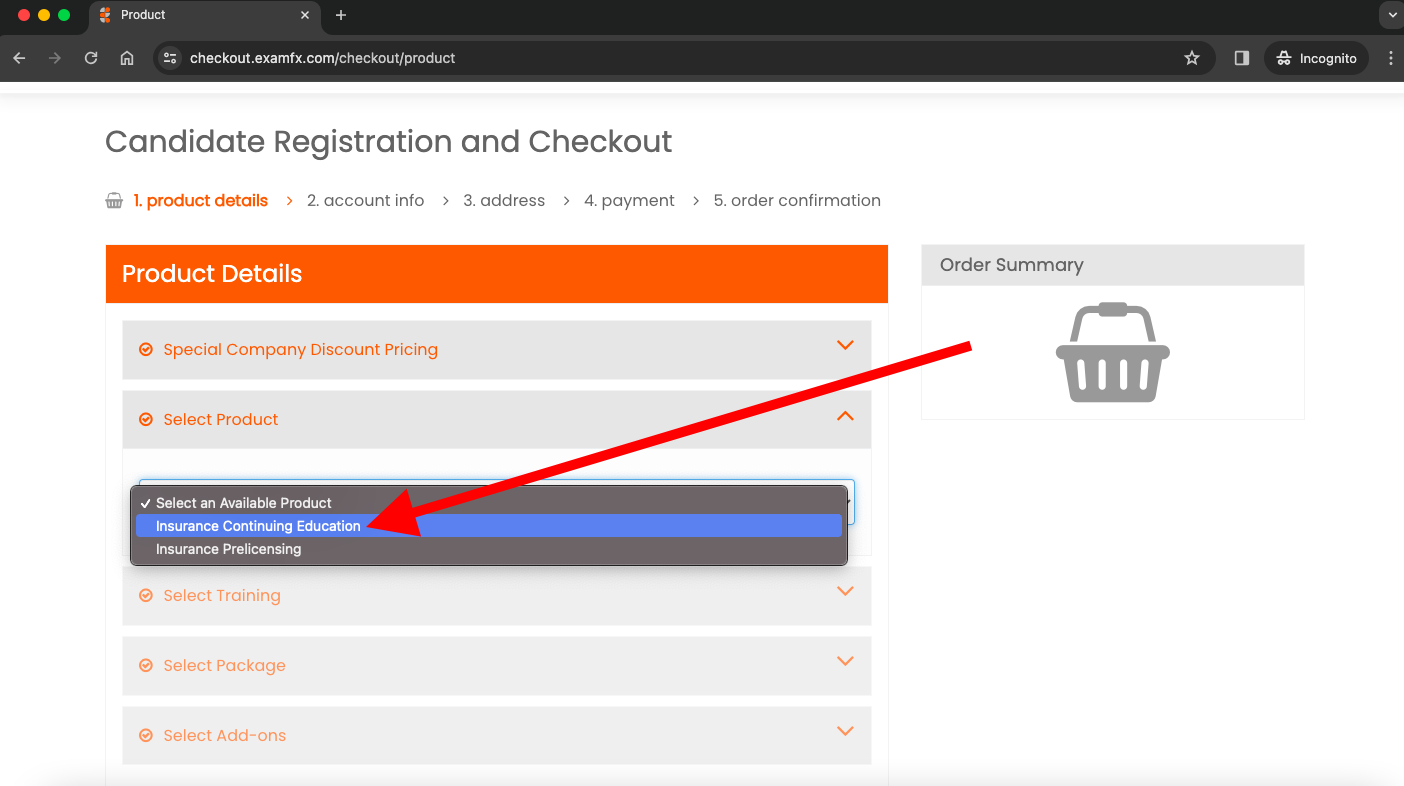 Product
checkout.examfx.com/checkout/product
Incognito
Candidate Registration and Checkout
1. product details
2. account info
3. address
4. payment
5. order confirmation
Product Details
Order Summary
Special Company Discount Pricing
Select Product
Select an Available Product
Insurance Continuing Education
Insurance Prelicensing
Select Training
Select Package
Select Add-ons